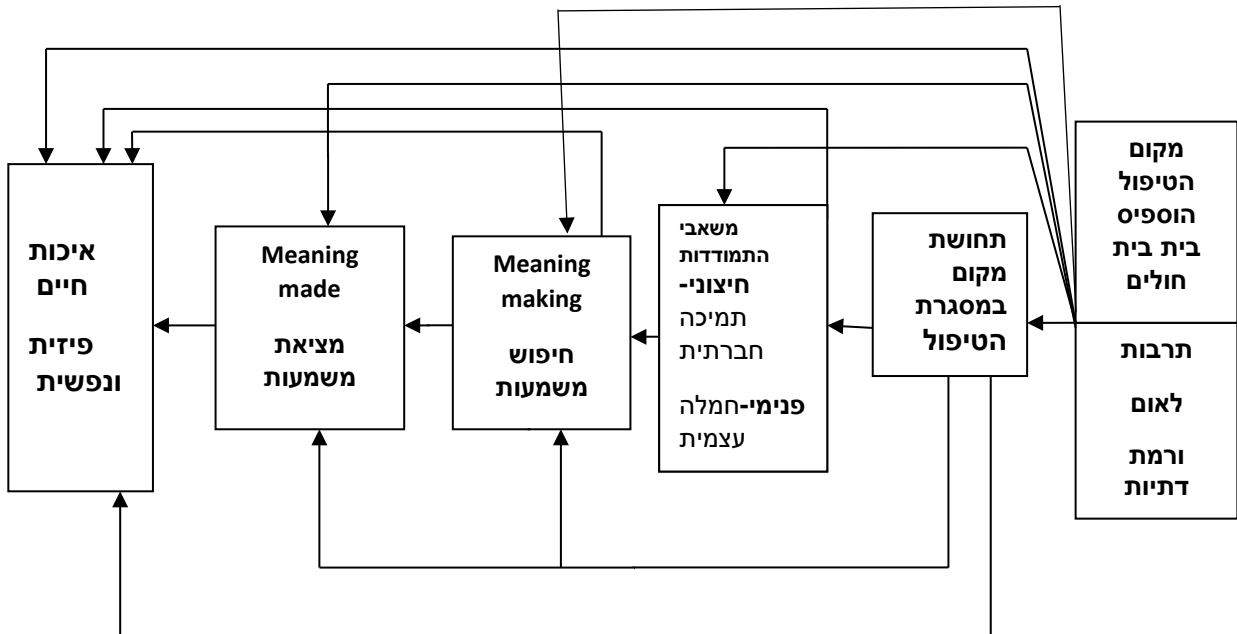 מקום
הטיפול
הוספיס
בית בית
חולים
תרבות
לאום
ורמת
דתיות
תחושת
מקום
במסגרת
הטיפול
משאבי
התמודדות
חיצוני-
תמיכה
חברתית
פנימי-חמלה
עצמית
Meaning
making
חיפוש
משמעות
Meaning
made
מציאת
משמעות
איכות
חיים
פיזית
ונפשית